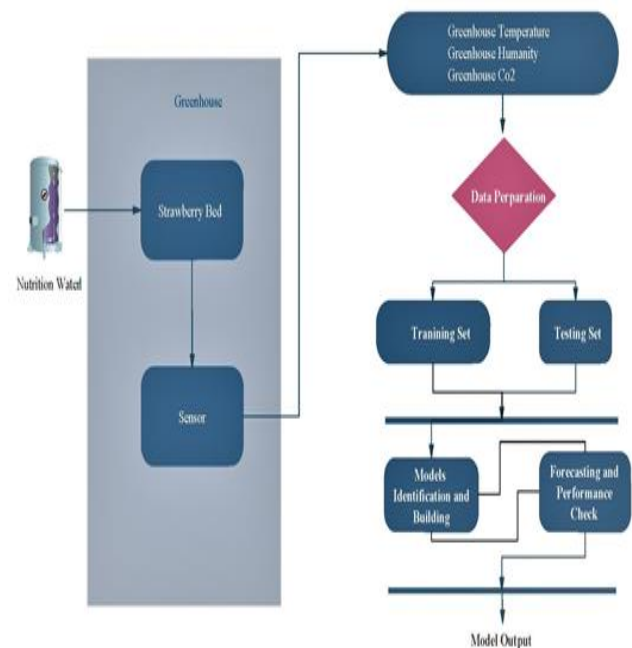 Greenhouse Temperature
Greenhouse Humanity
Greenhouse Co2
Greenhouse
Strawberry Bed
Nutrition Waterl
Sensor
Data Perparation
Tranining Set
Testing Set
Models
Identification and
Building
Forecasting and
Performance
Check
Model Output